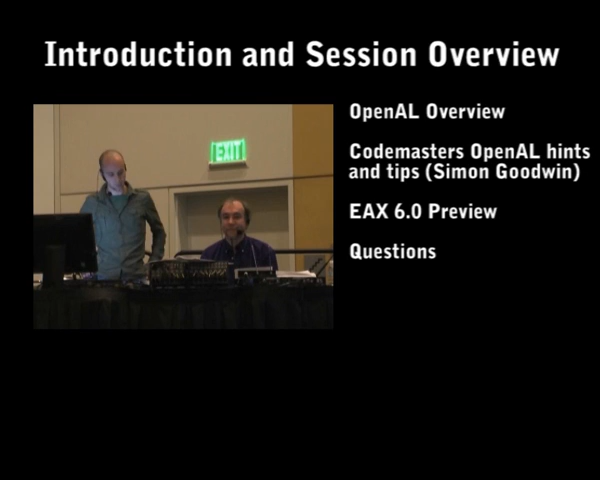 Introduction and Session Overview
EXIT
OpenAL Overview
Codemasters OpenAL hints
and tips (Simon Goodwin)
EAX 6.0 Preview
Questions